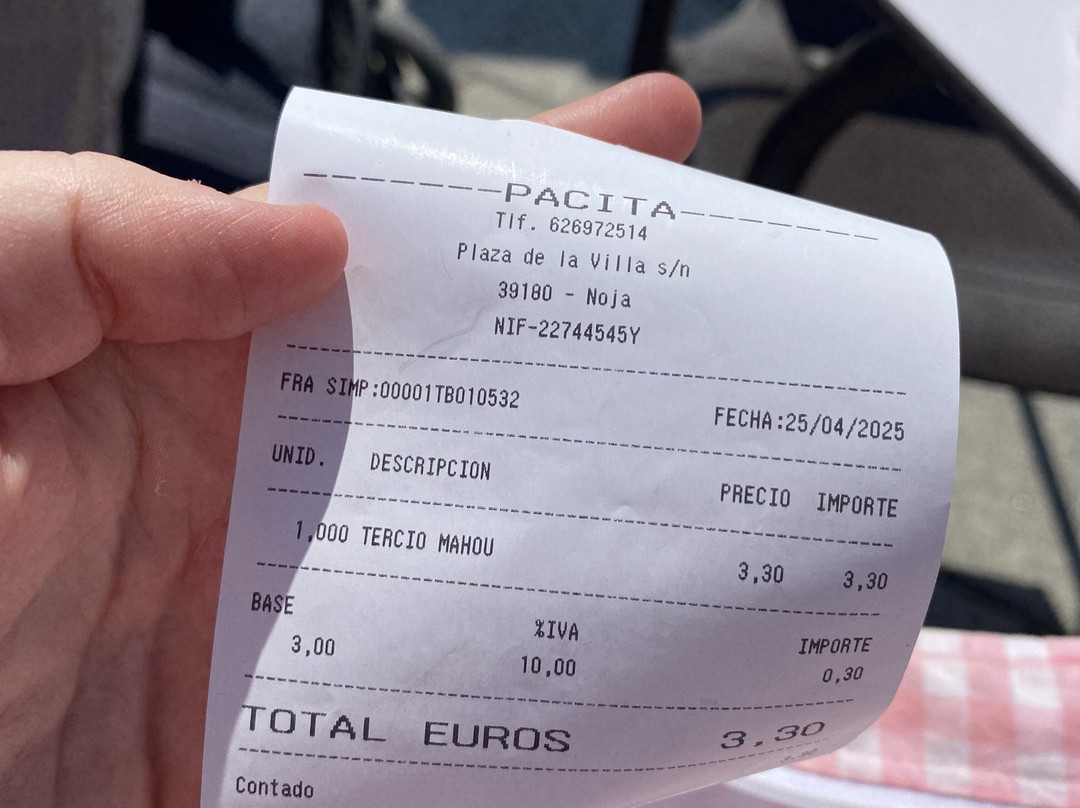 -------PACITA-------
Tlf. 626972514
Plaza de la Villa s/n
39180 - Noja
NIF-22744545Y
FRA SIMP:00001TB010532 FECHA:25/04/2025
UNID. DESCRIPCION PRECIO IMPORTE
1,000 TERCIO MAHOU 3,30 3,30
BASE %IVA IMPORTE
3,00 10,00 0,30
TOTAL EUROS 3,30
Contado